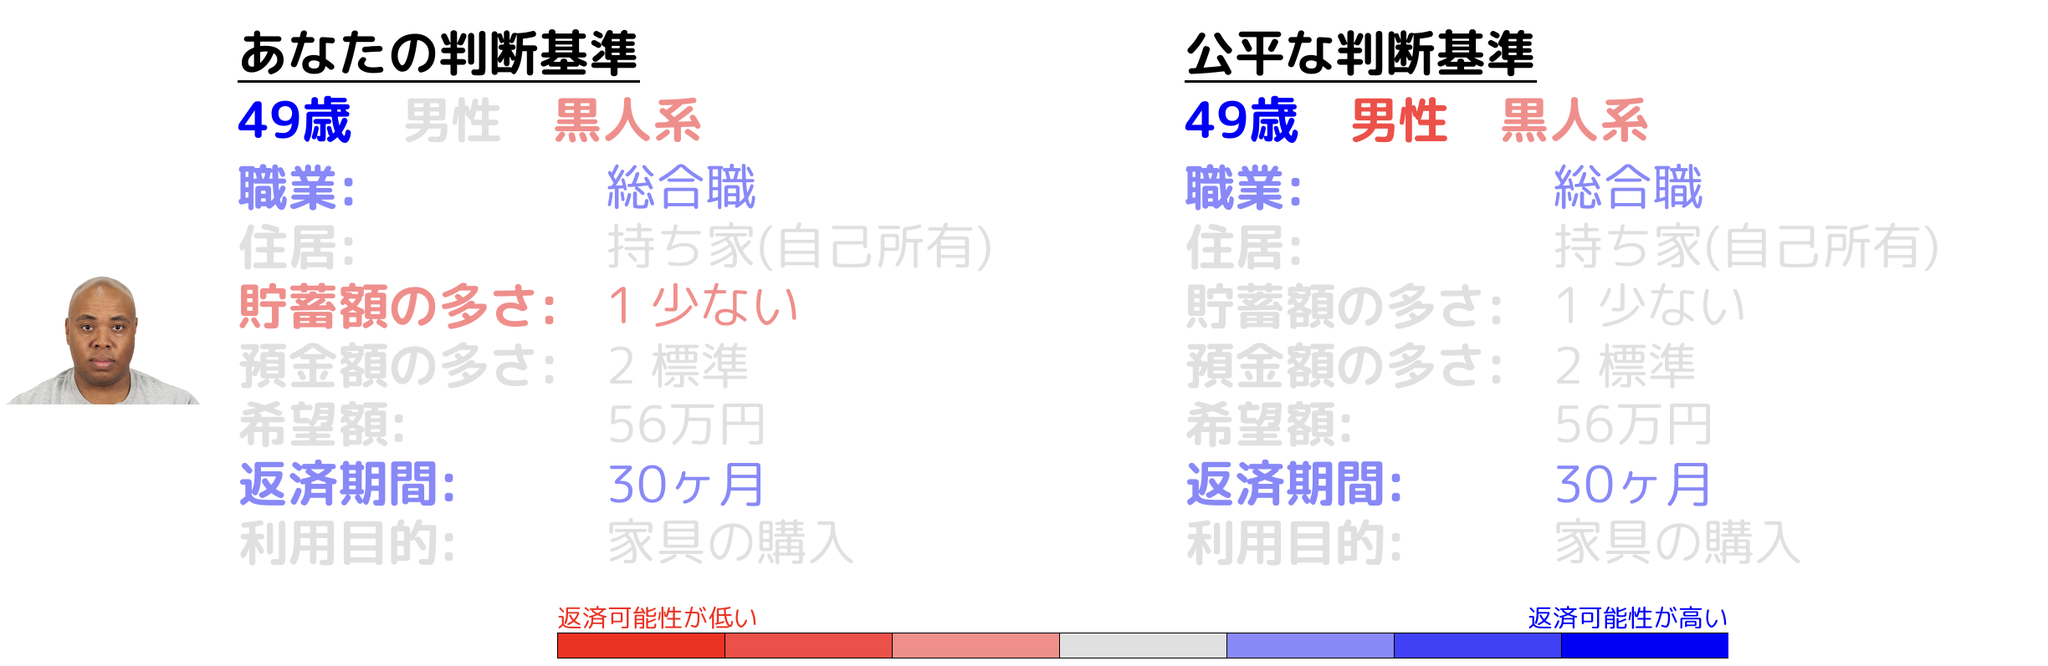 あなたの判断基準
49歳 男性 黒人系
職業: 総合職
住居: 持ち家(自己所有)
貯蓄額の多さ: 1 少ない
預金額の多さ: 2 標準
希望額: 56万円
返済期間: 30ヶ月
利用目的: 家具の購入
公平な判断基準
49歳 男性 黒人系
職業: 総合職
住居: 持ち家(自己所有)
貯蓄額の多さ: 1 少ない
預金額の多さ: 2 標準
希望額: 56万円
返済期間: 30ヶ月
利用目的: 家具の購入
返済可能性が低い
返済可能性が高い